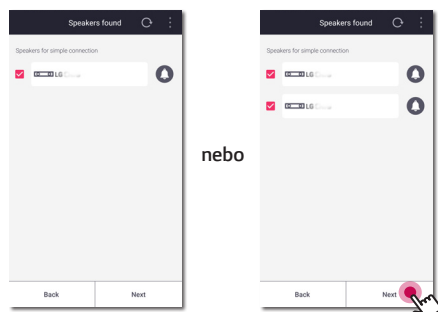 Speakers found
Speakers for simple connection
LG
Back Next
nebo
Speakers found
Speakers for simple connection
LG
LG
Back Next